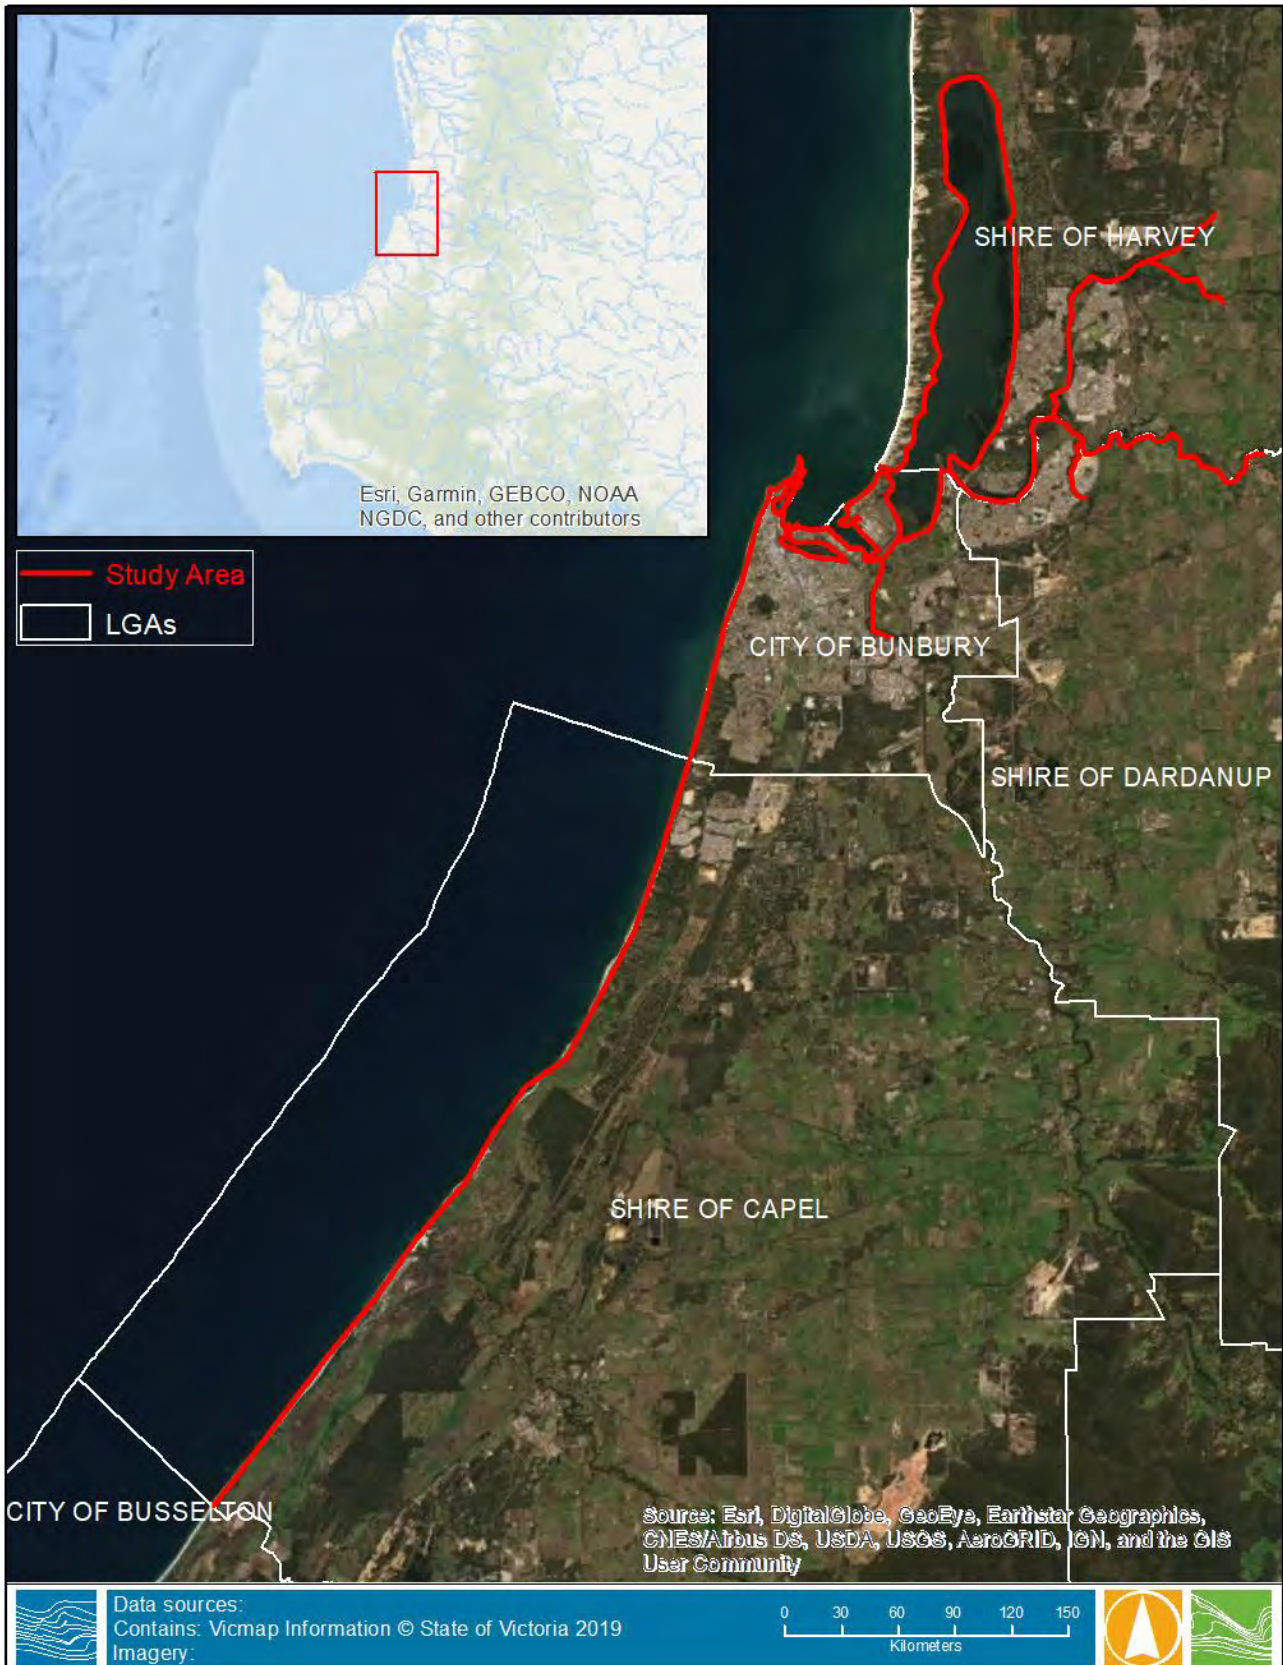 Esri, Garmin, GEBCO, NOAA
NGDC, and other contributors
Study Area
LGAs
SHIRE OF HARVEY
CITY OF BUNBURY
SHIRE OF DARDANUP
SHIRE OF CAPEL
CITY OF BUSSELTON
Source: Esri, DigitalGlobe, GeoEye, Earthstar Geographics,
CNES/Airbus DS, USDA, USGS, AeroGRID, IGN, and the GIS
User Community
Data sources:
Contains: Vicmap Information © State of Victoria 2019
Imagery:
0 30 60 90 120 150
Kilometers